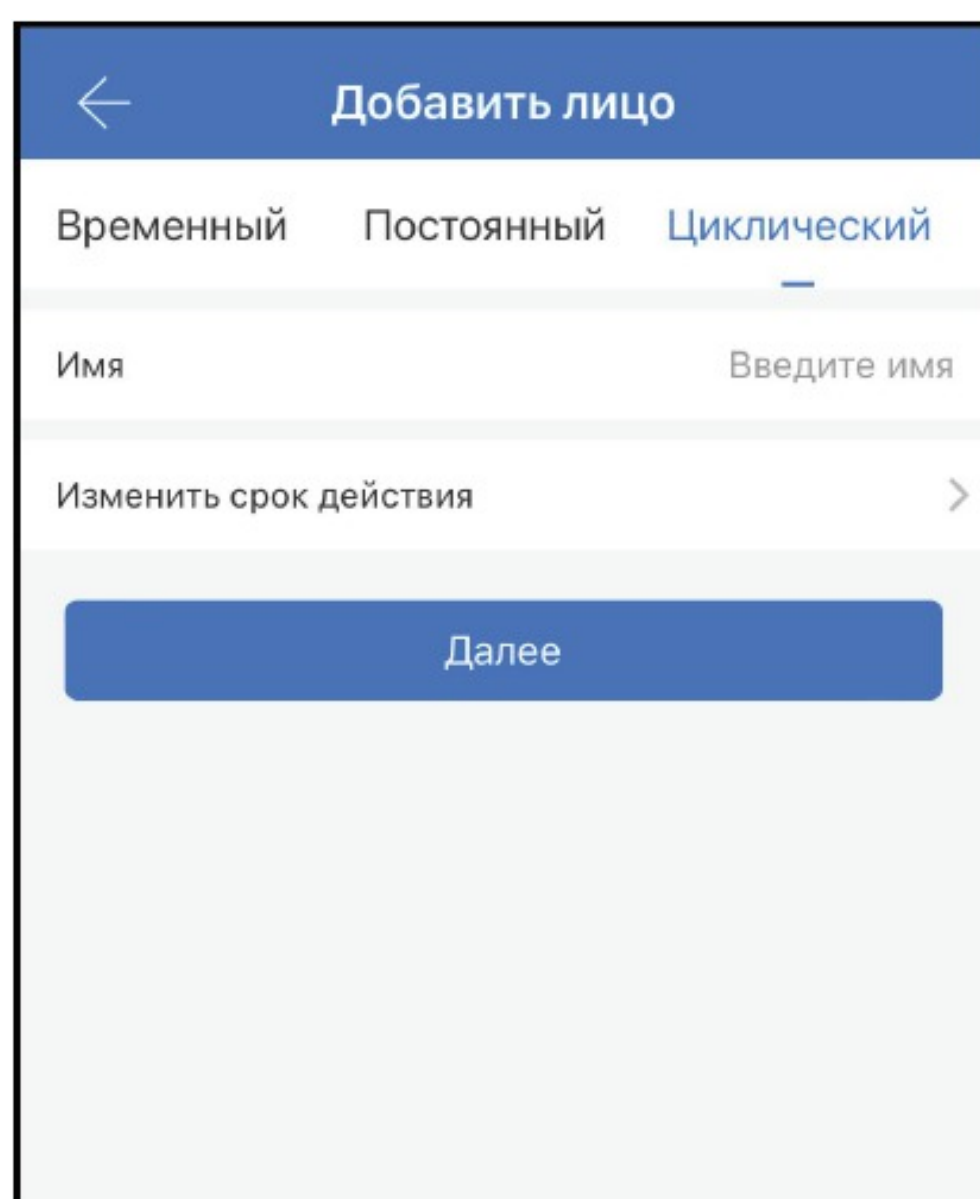 Добавить лицо
Временный Постоянный Циклический
Имя Введите имя
Изменить срок действия
Далее